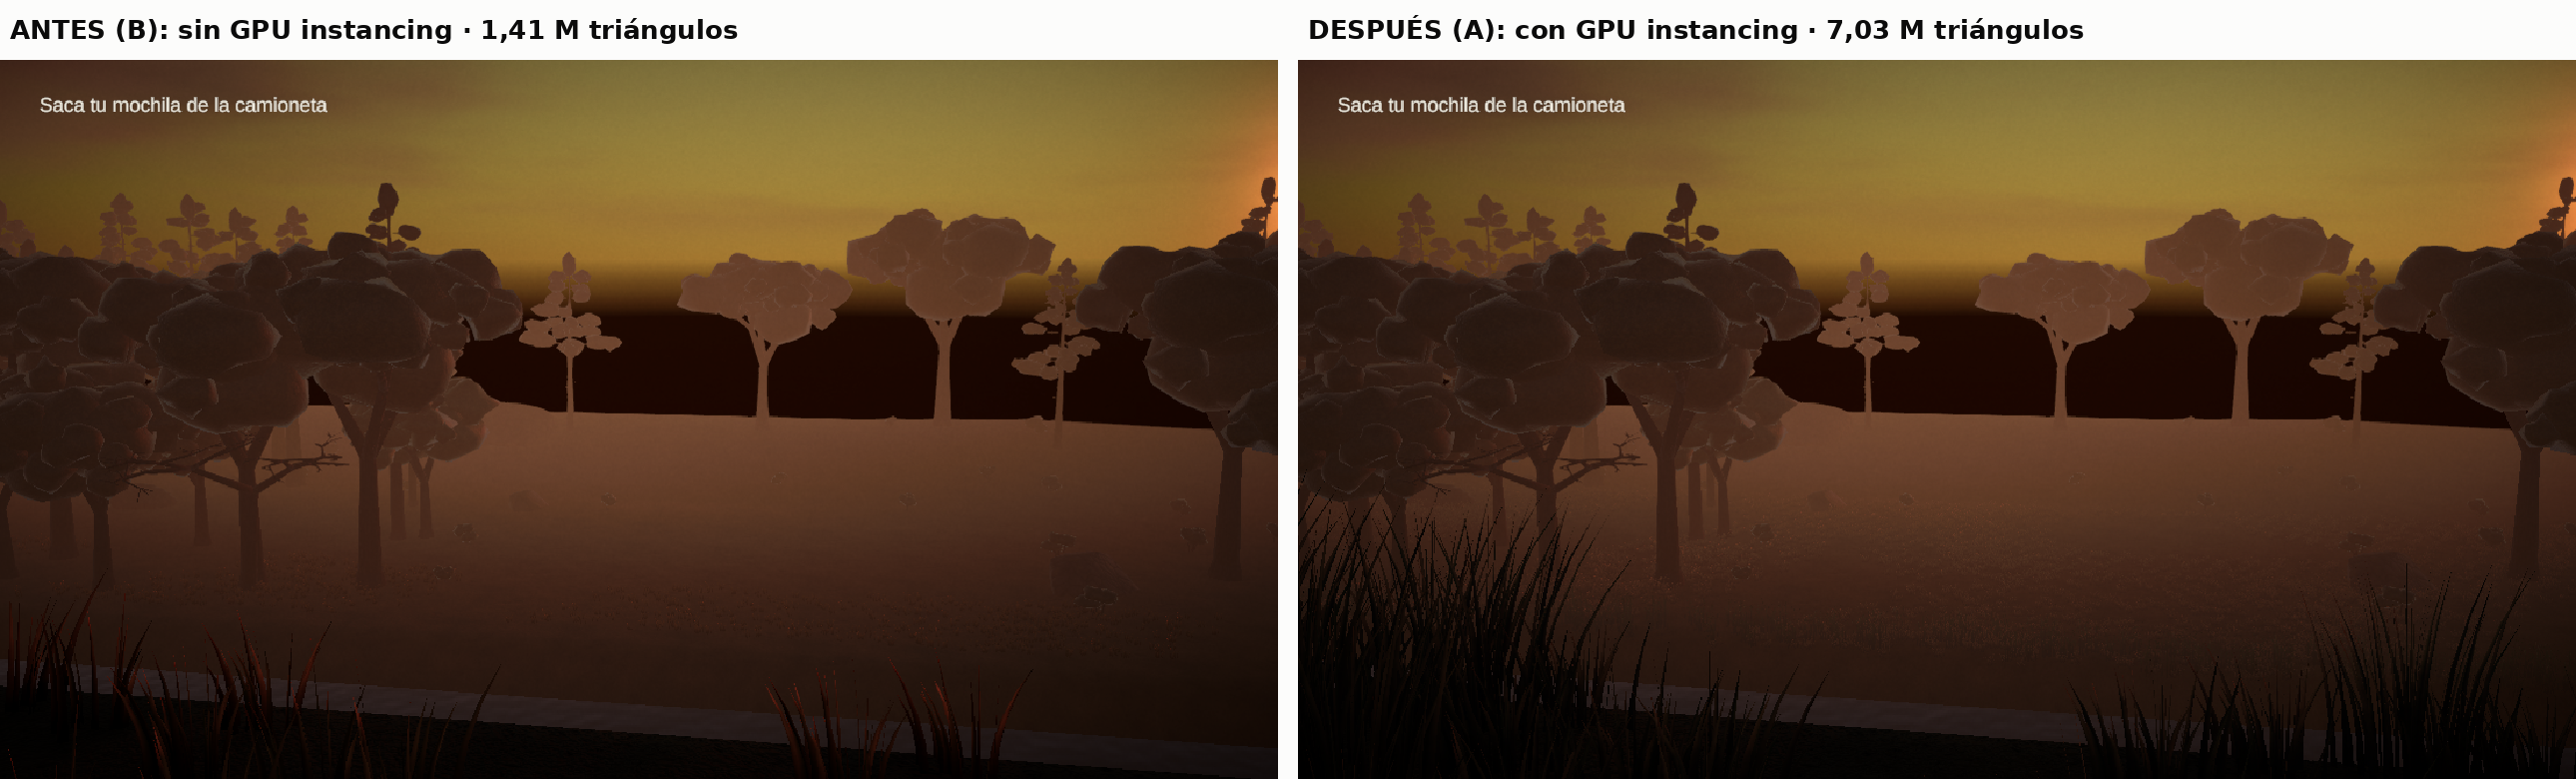 ANTES (B): sin GPU instancing · 1,41 M triángulos
Saca tu mochila de la camioneta
DESPUÉS (A): con GPU instancing · 7,03 M triángulos
Saca tu mochila de la camioneta